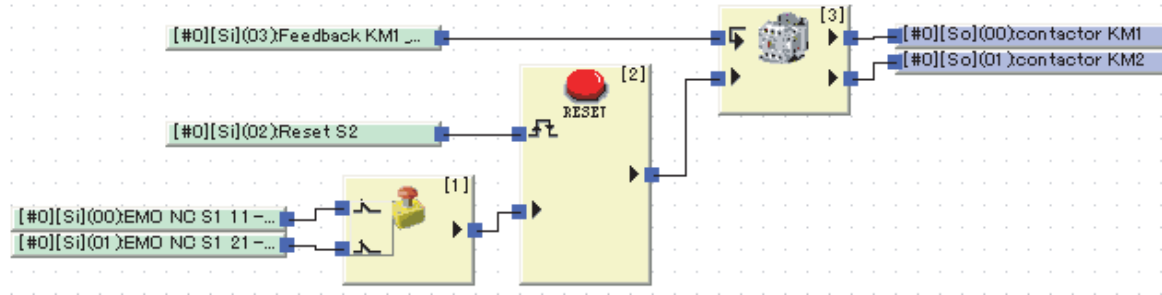 [3]
[#0][Si](03):Feedback KM1_...
[#0][So](00):contactor KM1
[#0][So](01):contactor KM2
[2]
RESET
[#0][Si](02):Reset S2
[1]
[#0][Si](00):EMO NC S1 11-...
[#0][Si](01):EMO NC S1 21-...